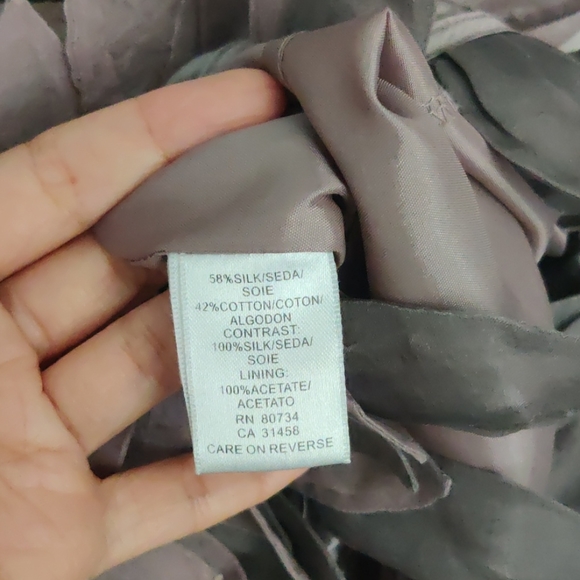 58%SILK/SEDA/
SOIE
42%COTTON/COTON/
ALGODON
CONTRAST:
100%SILK/SEDA/
SOIE
LINING:
100%ACETATE/
ACETATO
RN 80734
CA 31458
CARE ON REVERSE